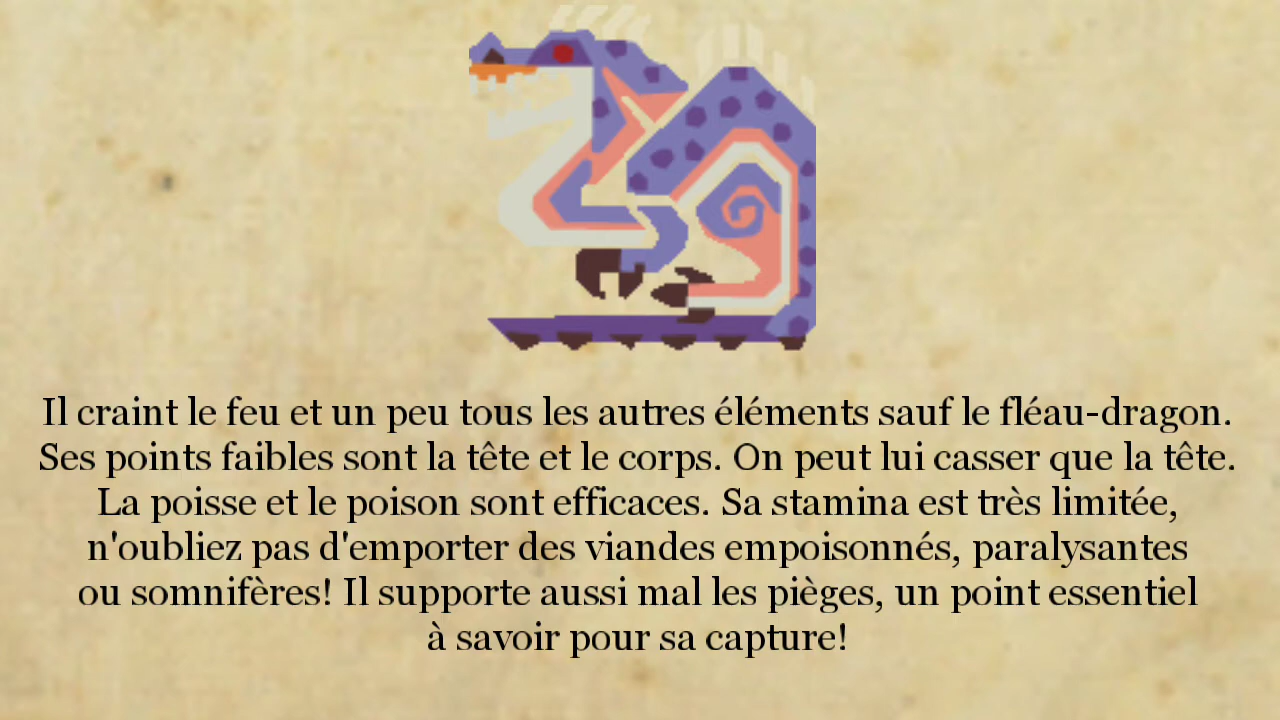 Il craint le feu et un peu tous les autres éléments sauf le fléau-dragon.
Ses points faibles sont la tête et le corps. On peut lui casser que la tête.
La poisse et le poison sont efficaces. Sa stamina est très limitée,
n'oubliez pas d'emporter des viandes empoisonnés, paralysantes
ou somnifères! Il supporte aussi mal les pièges, un point essentiel
à savoir pour sa capture!